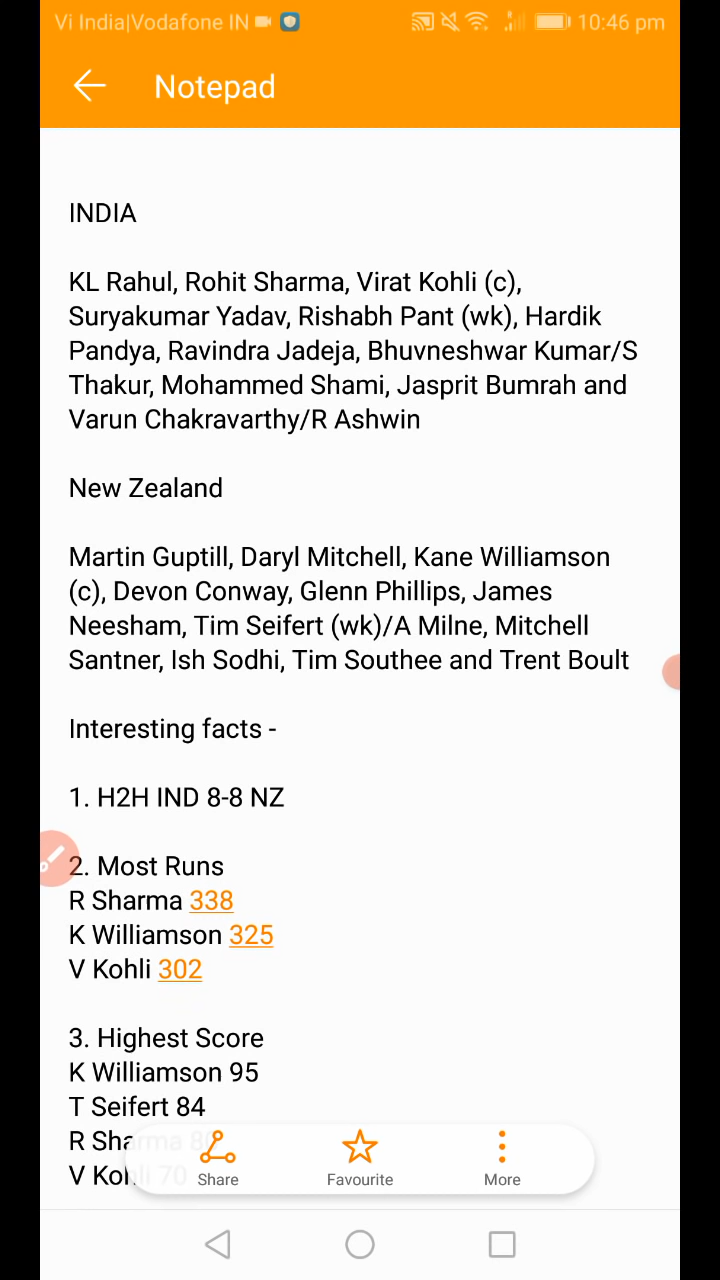 Vi India|Vodafone IN 10:46 pm
Notepad
INDIA
KL Rahul, Rohit Sharma, Virat Kohli (c),
Suryakumar Yadav, Rishabh Pant (wk), Hardik
Pandya, Ravindra Jadeja, Bhuvneshwar Kumar/S
Thakur, Mohammed Shami, Jasprit Bumrah and
Varun Chakravarthy/R Ashwin
New Zealand
Martin Guptill, Daryl Mitchell, Kane Williamson
(c), Devon Conway, Glenn Phillips, James
Neesham, Tim Seifert (wk)/A Milne, Mitchell
Santner, Ish Sodhi, Tim Southee and Trent Boult
Interesting facts -
1. H2H IND 8-8 NZ
2. Most Runs
R Sharma 338
K Williamson 325
V Kohli 302
3. Highest Score
K Williamson 95
T Seifert 84
R Sharma
V Kohli 70
Share Favourite More